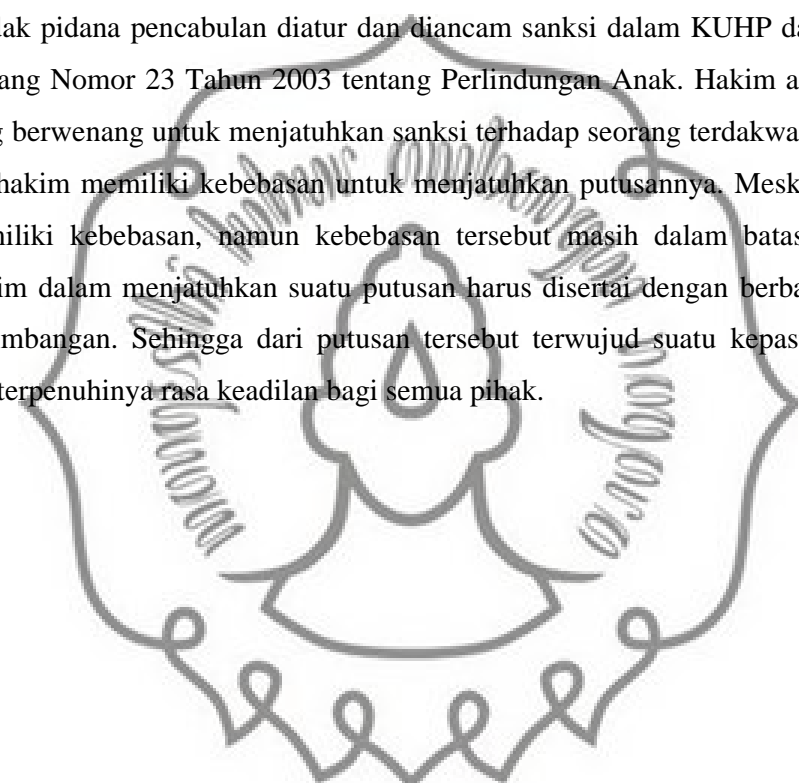 dak pidana pencabulan diatur dan diancam sanksi dalam KUHP da
ang Nomor 23 Tahun 2003 tentang Perlindungan Anak. Hakim a
g berwenang untuk menjatuhkan sanksi terhadap seorang terdakwa
hakim memiliki kebebasan untuk menjatuhkan putusannya. Mesk
niliki kebebasan, namun kebebasan tersebut masih dalam batas
im dalam menjatuhkan suatu putusan harus disertai dengan berba
mbangan. Sehingga dari putusan tersebut terwujud suatu kepas
terpenuhinya rasa keadilan bagi semua pihak.